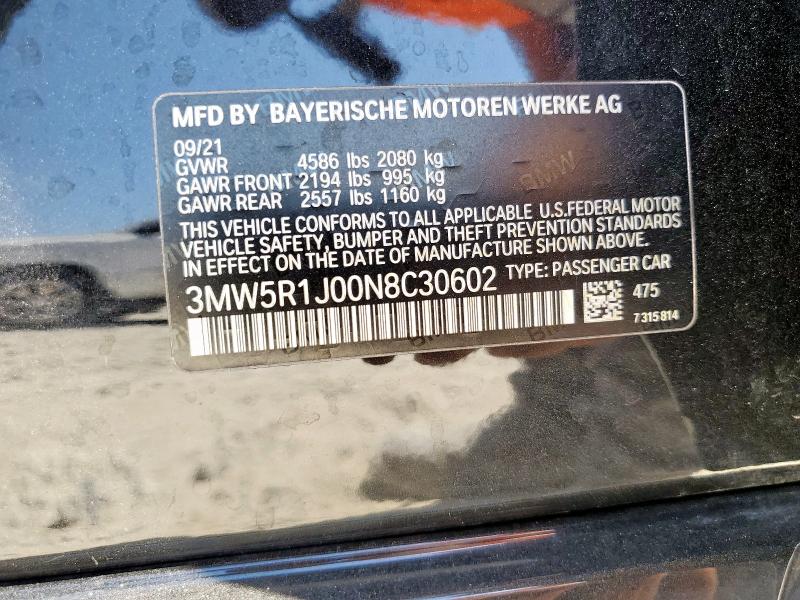 MFD BY BAYERISCHE MOTOREN WERKE AG
09/21
GVWR 4586 lbs 2080 kg
GAWR FRONT 2194 lbs 995 kg
GAWR REAR 2557 lbs 1160 kg
THIS VEHICLE CONFORMS TO ALL APPLICABLE U.S.FEDERAL MOTOR
VEHICLE SAFETY, BUMPER AND THEFT PREVENTION STANDARDS
IN EFFECT ON THE DATE OF MANUFACTURE SHOWN ABOVE.
3MW5R1J00N8C30602 TYPE: PASSENGER CAR
475
7 315 814